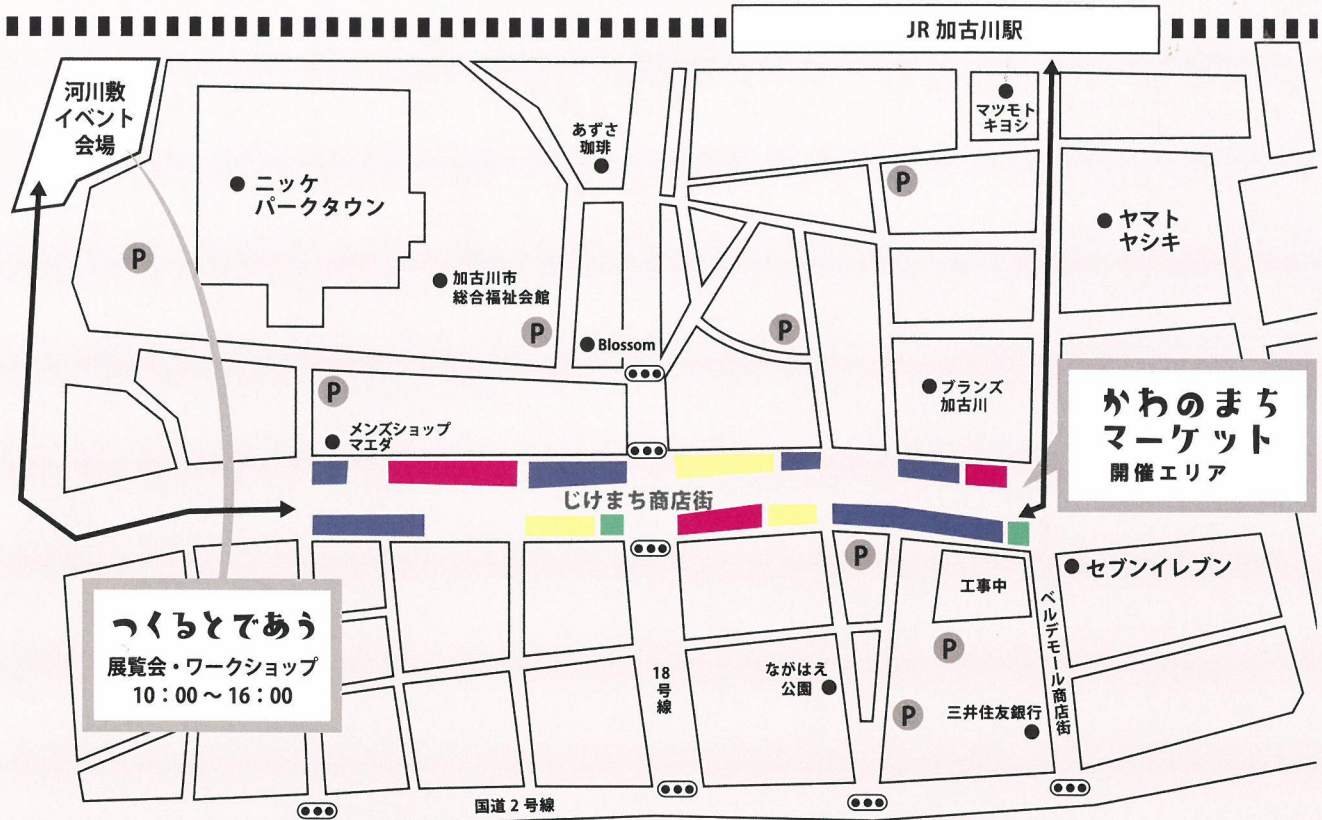 JR 加古川駅
河川敷
イベント
会場
マツモト
キヨシ
あずさ
珈琲
P
ニッケ
パークタウン
ヤマト
ヤシキ
P
加古川市
総合福祉会館
P
P
Blossom
P
ブランズ
加古川
かわのまち
マーケット
開催エリア
メンズショップ
マエダ
じけまち商店街
P
工事中
セブンイレブン
つくるとであう
展覧会・ワークショップ
10：00 ～ 16：00
ベルデモール商店街
P
18号線
ながはえ
公園
P
三井住友銀行
国道 2 号線